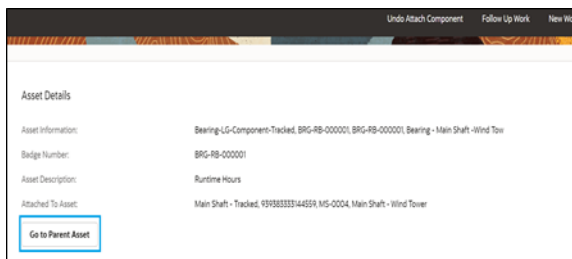 Undo Attach Component Follow Up Work New Wo
Asset Details
Asset Information: Bearing-LG-Component-Tracked, BRG-RB-000001, BRG-RB-000001, Bearing - Main Shaft -Wind Tow
Badge Number: BRG-RB-000001
Asset Description: Runtime Hours
Attached To Asset: Main Shaft - Tracked, 939383333144559, MS-0004, Main Shaft - Wind Tower
Go to Parent Asset